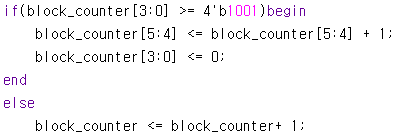 if(block_counter[3:0] >= 4'b1001)begin
    block_counter[5:4] <= block_counter[5:4] + 1;
    block_counter[3:0] <= 0;
end
else
    block_counter <= block_counter+ 1;